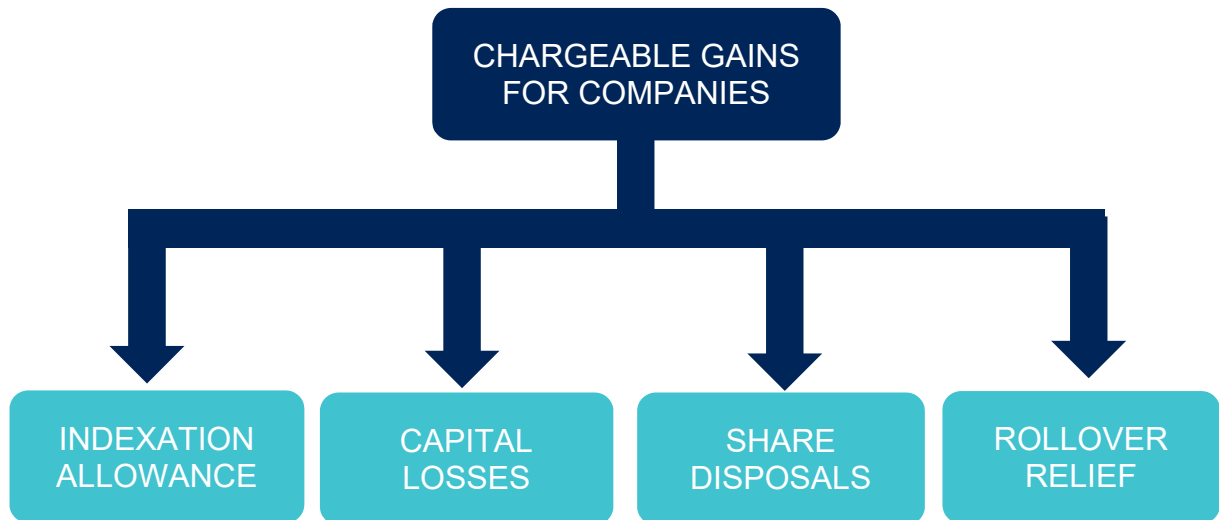 CHARGEABLE GAINS
FOR COMPANIES
INDEXATION
ALLOWANCE
CAPITAL
LOSSES
SHARE
DISPOSALS
ROLLOVER
RELIEF